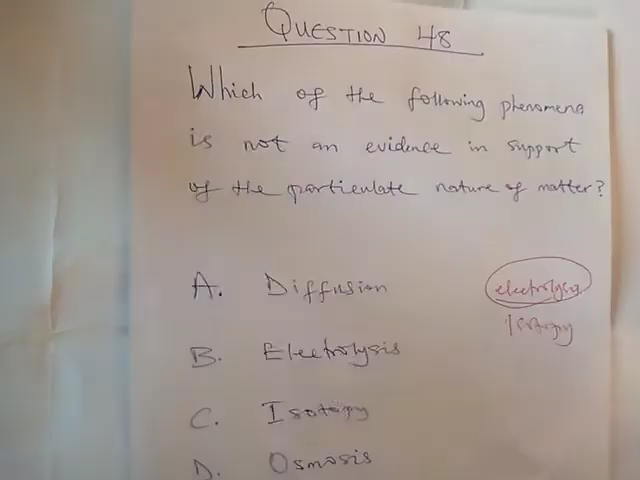 QUESTION 48
Which of the following phenomena
is not an evidence in support
of the particulate nature of matter?
A. Diffusion
electrolysis
Isotopy
B. Electrolysis
C. Isotopy
D. Osmosis